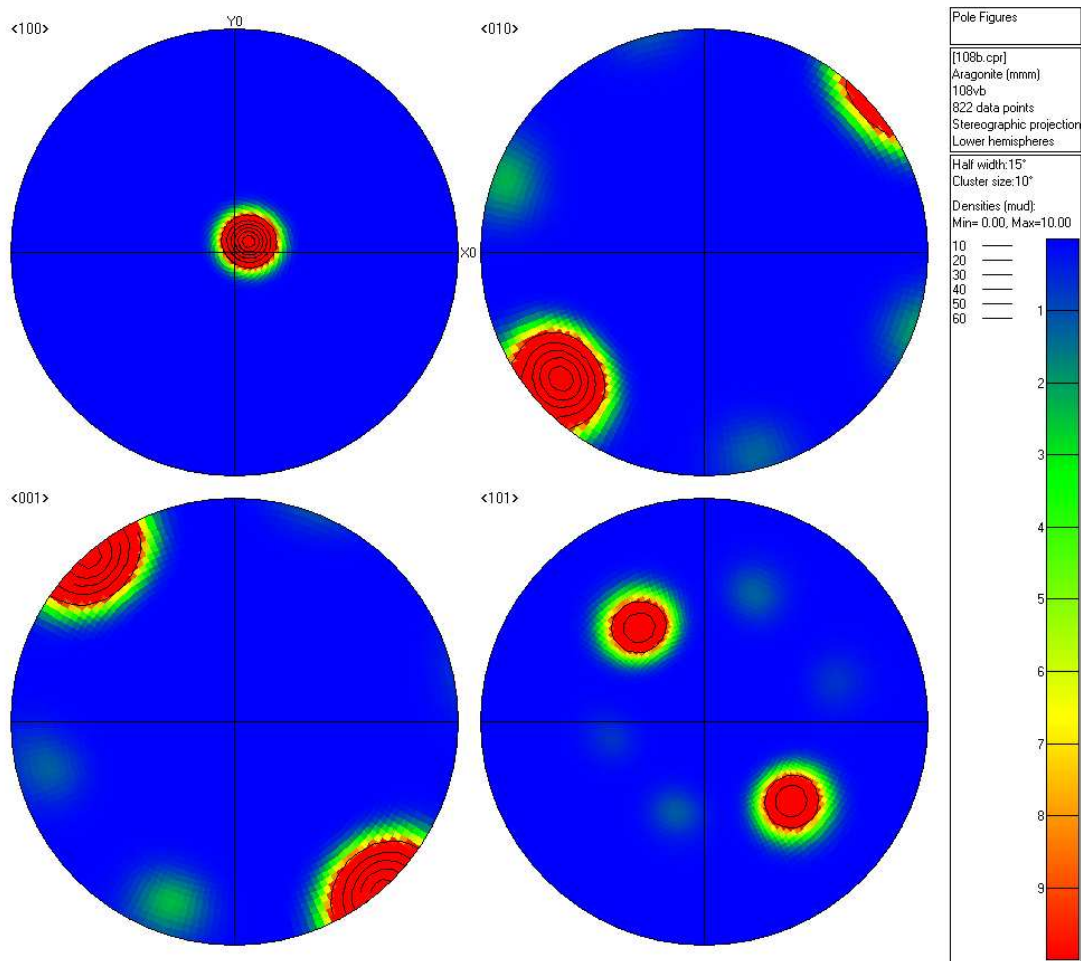 <100>
Y0
X0
<010>
<001>
<101>
Pole Figures
[108b.cpr]
Aragonite (mmm)
108vb
822 data points
Stereographic projection
Lower hemispheres
Half width:15°
Cluster size:10°
Densities (mud):
Min= 0.00, Max=10.00
10
20
30
40
50
60
1
2
3
4
5
6
7
8
9